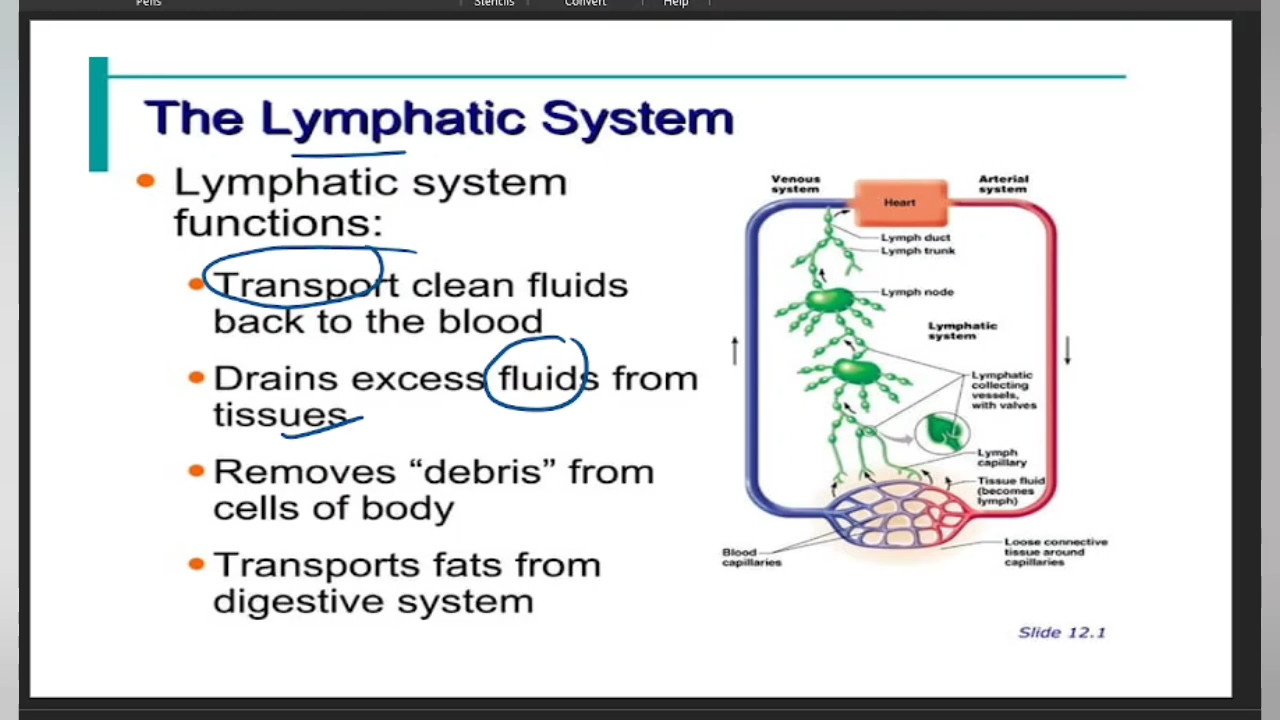 Pens
Stencils
Convert
Help
The Lymphatic System
Lymphatic system
functions:
Transport clean fluids
back to the blood
Drains excess fluids from
tissues
Removes “debris” from
cells of body
Transports fats from
digestive system
Venous
system
Arterial
system
Heart
Lymph duct
Lymph trunk
Lymph node
Lymphatic
system
Lymphatic
collecting
vessels,
with valves
Lymph
capillary
Tissue fluid
(becomes
lymph)
Blood
capillaries
Loose connective
tissue around
capillaries
Slide 12.1